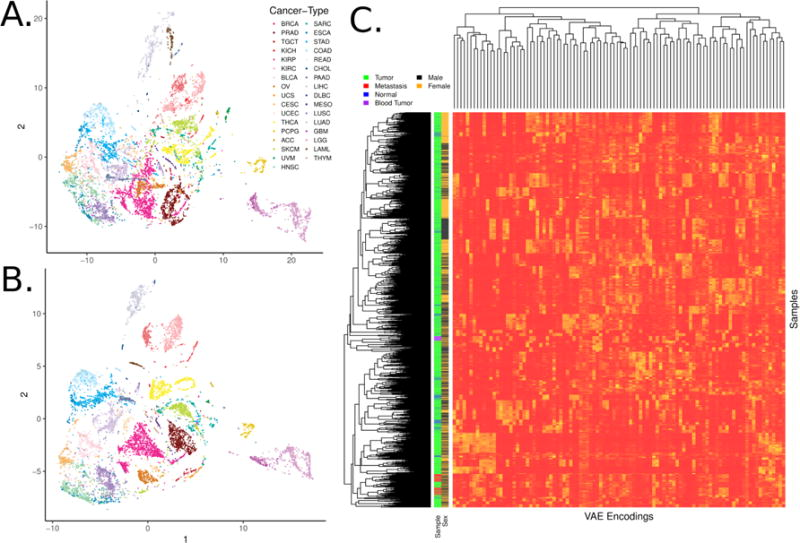 A.
20
10
0
−10
2
−10
0
10
20
Cancer−Type
BRCA
PRAD
TGCT
KICH
KIRP
KIRC
BLCA
OV
UCS
CESC
UCEC
THCA
PCPG
ACC
SKCM
UVM
HNSC
SARC
ESCA
STAD
COAD
READ
CHOL
PAAD
LIHC
DLBC
MESO
LUSC
LUAD
GBM
LGG
LAML
THYM
B.
10
5
0
−5
2
−10
0
10
20
1
C.
Tumor
Metastasis
Normal
Blood Tumor
Male
Female
Samples
Sample
Sex
VAE Encodings